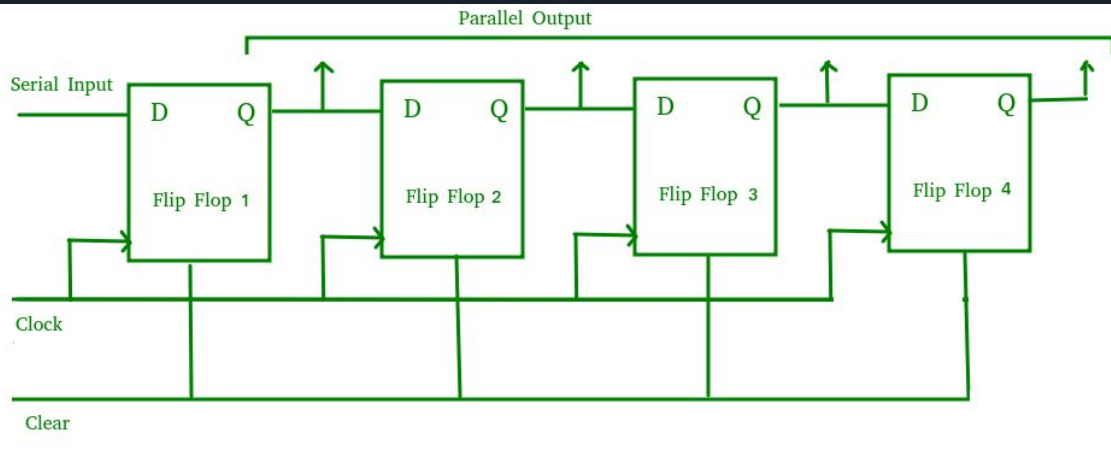 Parallel Output
Serial Input
D Q
D Q
D Q
D Q
Flip Flop 1
Flip Flop 2
Flip Flop 3
Flip Flop 4
Clock
Clear